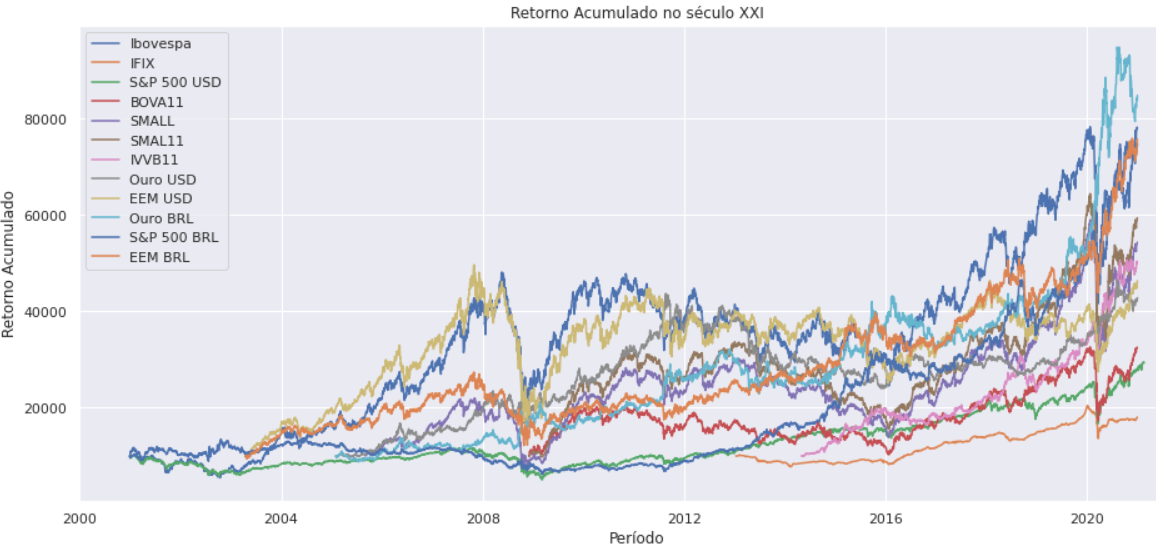 Retorno Acumulado no século XXI
Ibovespa
IFIX
S&P 500 USD
BOVA11
SMALL
SMAL11
IVVB11
Ouro USD
EEM USD
Ouro BRL
S&P 500 BRL
EEM BRL
80000
60000
40000
20000
Retorno Acumulado
2000 2004 2008 2012 2016 2020
Período